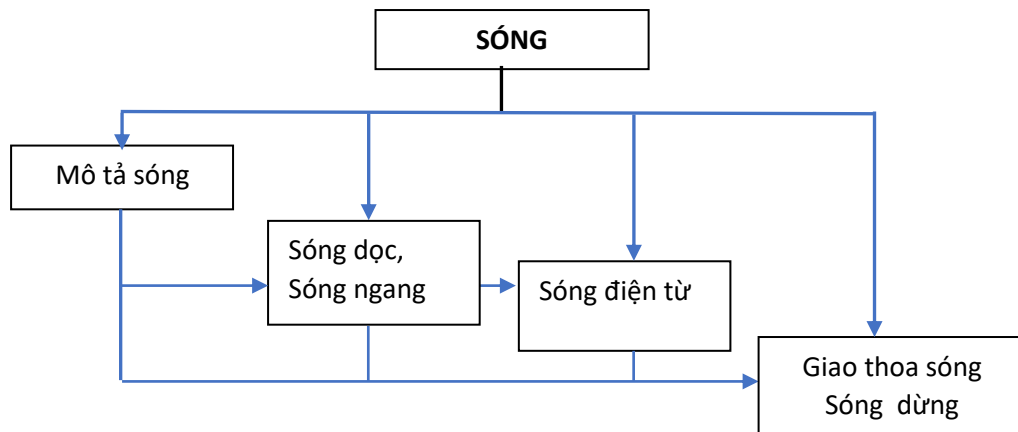 SÓNG
Mô tả sóng
Sóng dọc,
Sóng ngang
Sóng điện từ
Giao thoa sóng
Sóng dừng